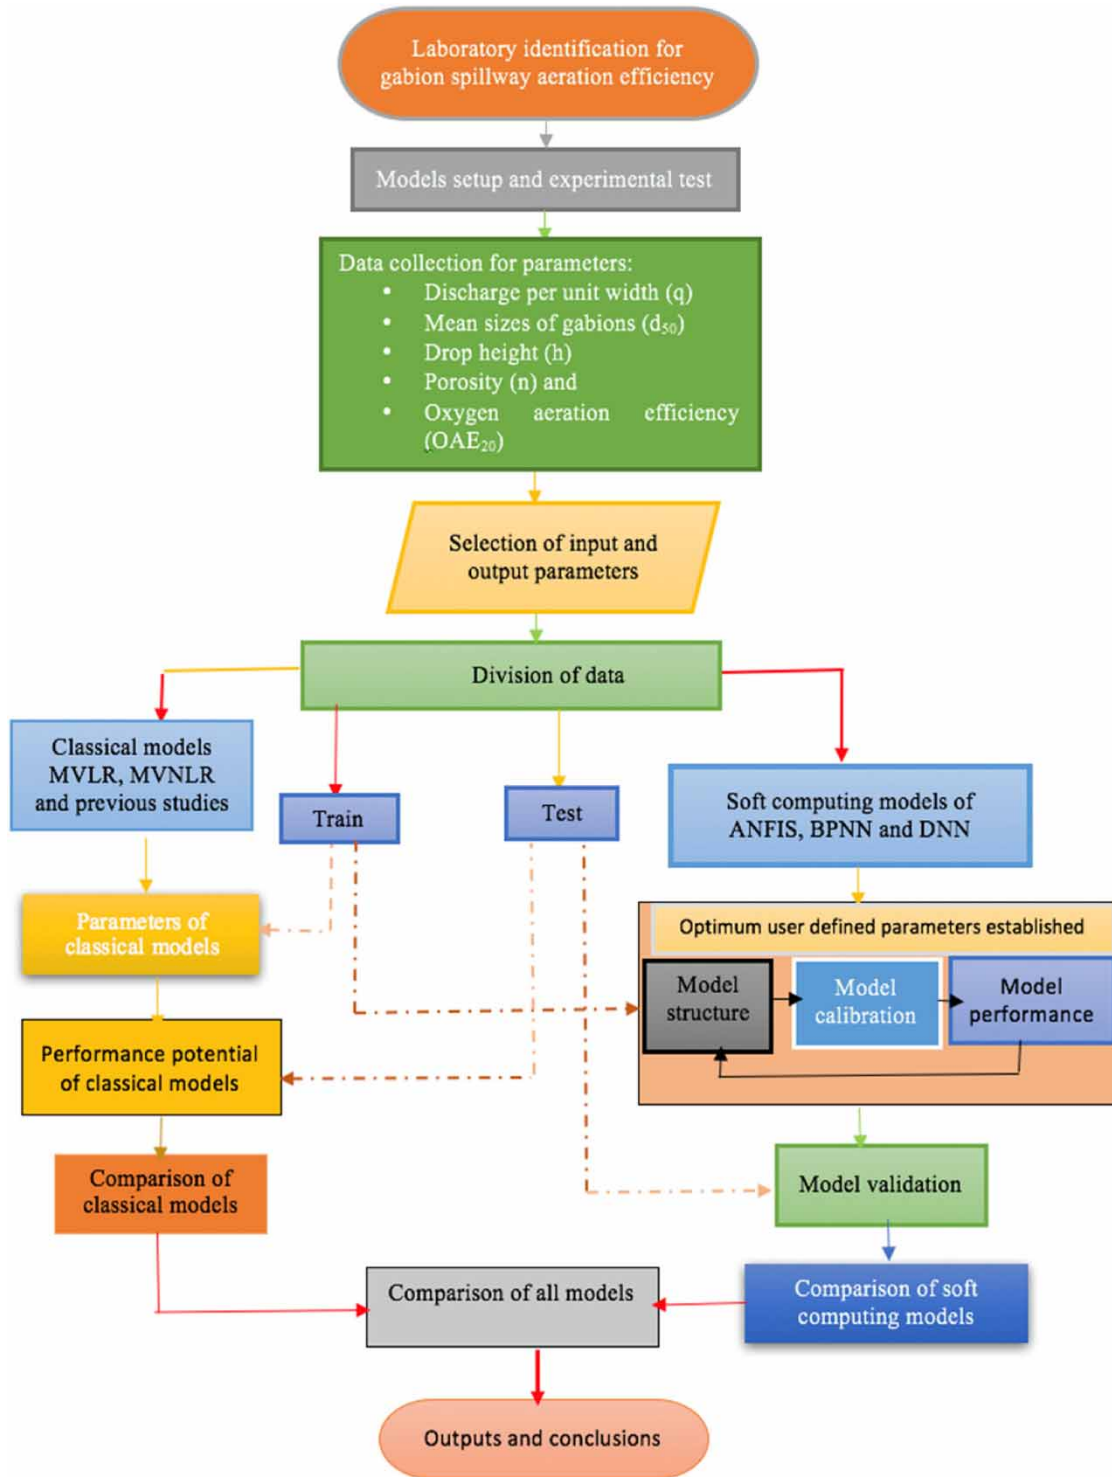 Laboratory identification for
gabion spillway aeration efficiency
Models setup and experimental test
Data collection for parameters:
• Discharge per unit width (q)
• Mean sizes of gabions (d₅₀)
• Drop height (h)
• Porosity (n) and
• Oxygen aeration efficiency
(OAE₂₀)
Selection of input and
output parameters
Division of data
Classical models
MVLR, MVNLR
and previous studies
Train
Test
Soft computing models of
ANFIS, BPNN and DNN
Parameters of
classical models
Optimum user defined parameters established
Model
structure
Model
calibration
Model
performance
Performance potential
of classical models
Comparison of
classical models
Model validation
Comparison of all models
Comparison of soft
computing models
Outputs and conclusions